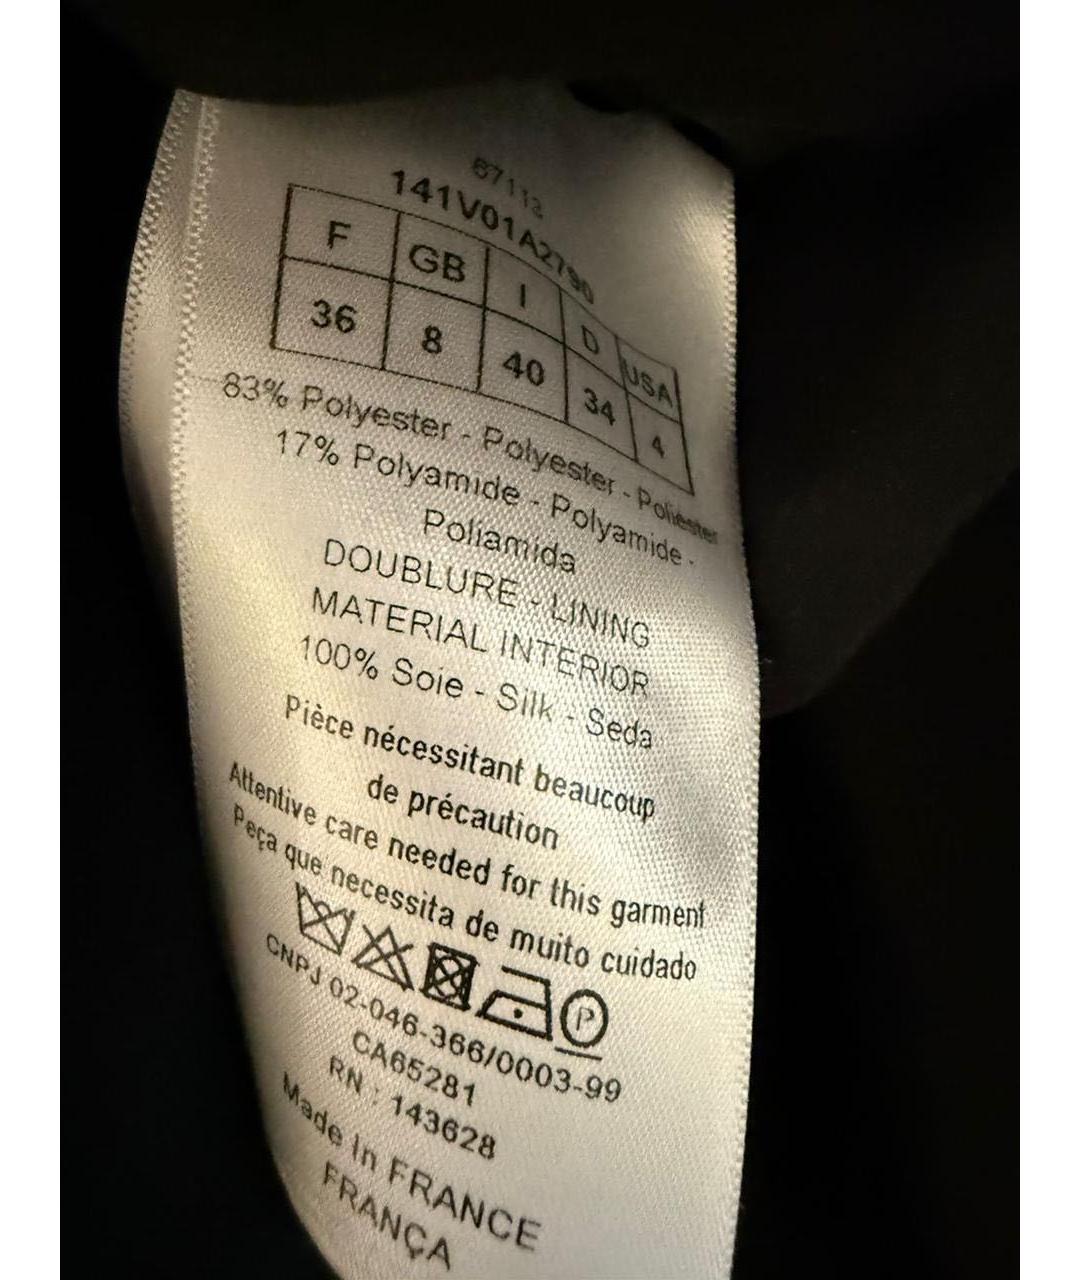 67113
141V01A2790
F GB I D USA
36 8 40 34 4
83% Polyester - Polyester - Poliester
17% Polyamide - Polyamide -
Poliamida
DOUBLURE - LINING
MATERIAL INTERIOR
100% Soie - Silk - Seda
Pièce nécessitant beaucoup
de précaution
Attentive care needed for this garment
Peça que necessita de muito cuidado
P
CNPJ 02-046-366/0003-99
CA65281
RN : 143628
Made in FRANCE
FRANÇA